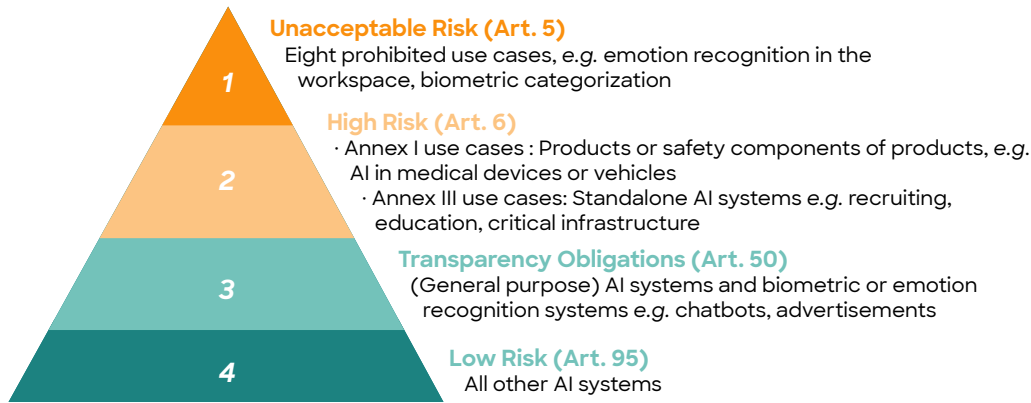 Unacceptable Risk (Art. 5)
Eight prohibited use cases, e.g. emotion recognition in the
workspace, biometric categorization
1
High Risk (Art. 6)
· Annex I use cases : Products or safety components of products, e.g.
AI in medical devices or vehicles
2
· Annex III use cases: Standalone AI systems e.g. recruiting,
education, critical infrastructure
Transparency Obligations (Art. 50)
(General purpose) AI systems and biometric or emotion
3
recognition systems e.g. chatbots, advertisements
Low Risk (Art. 95)
4
All other AI systems